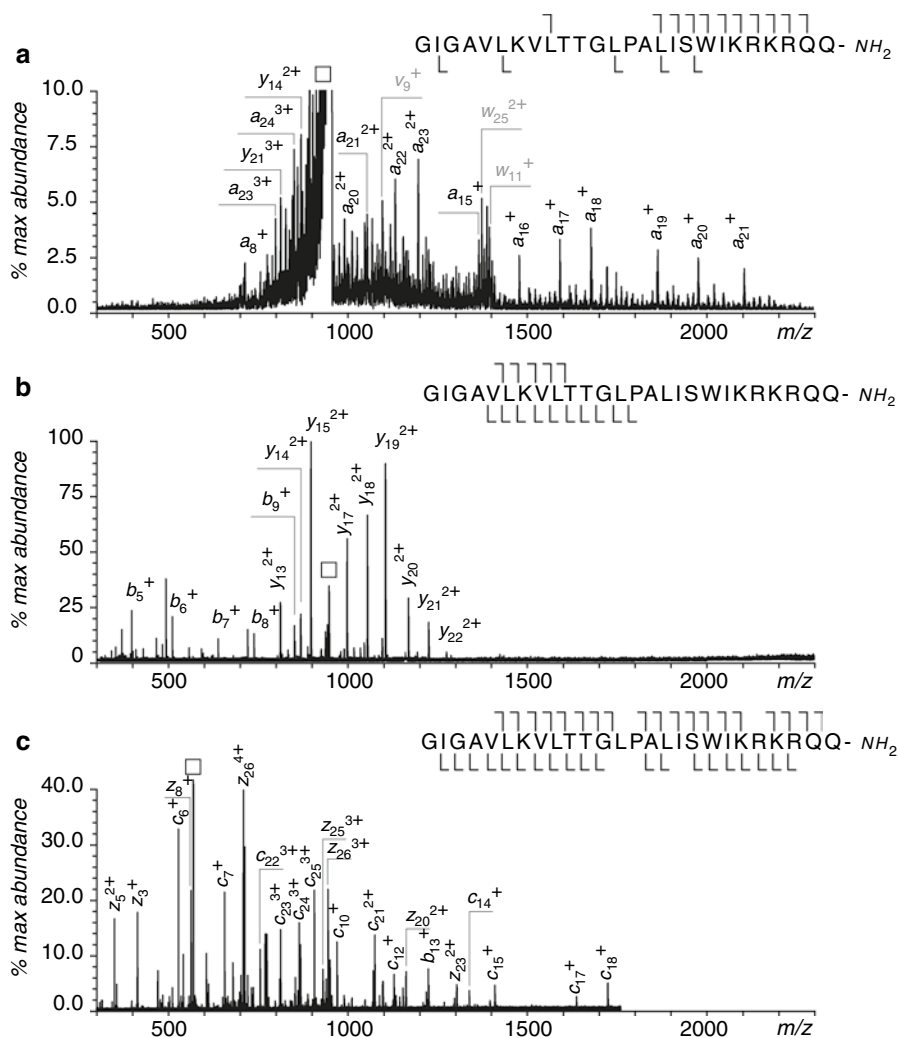 a
GIGAVLKVLTTGLPALISWIKRKRQQ- NH2
% max abundance
10.0
7.5
5.0
2.5
0.0
y14 2+
a24 3+
y21 3+
a23 3+
a8 +
a20 2+
a21 2+
v9 +
a22 2+
a23 2+
a15 +
w25 2+
w11 +
a16 +
a17 +
a18 +
a19 +
a20 +
a21 +
500 1000 1500 2000 m/z
b
GIGAVLKVLTTGLPALISWIKRKRQQ- NH2
% max abundance
100
75
50
25
0
b5 +
b6 +
b7 +
b8 +
y13 2+
b9 +
y14 2+
y15 2+
y17 2+
y18 2+
y19 2+
y20 2+
y21 2+
y22 2+
500 1000 1500 2000 m/z
c
GIGAVLKVLTTGLPALISWIKRKRQQ- NH2
% max abundance
40.0
30.0
20.0
10.0
0.0
z5 2+
z3 +
z8 +
c6 +
c7 +
z26 4+
c22 3+
c23 3+
c24 3+
c25 3+
z25 3+
z26 3+
c10 +
c21 2+
c12 +
z20 2+
b13 +
z23 2+
c14 +
c15 +
c17 +
c18 +
500 1000 1500 2000 m/z